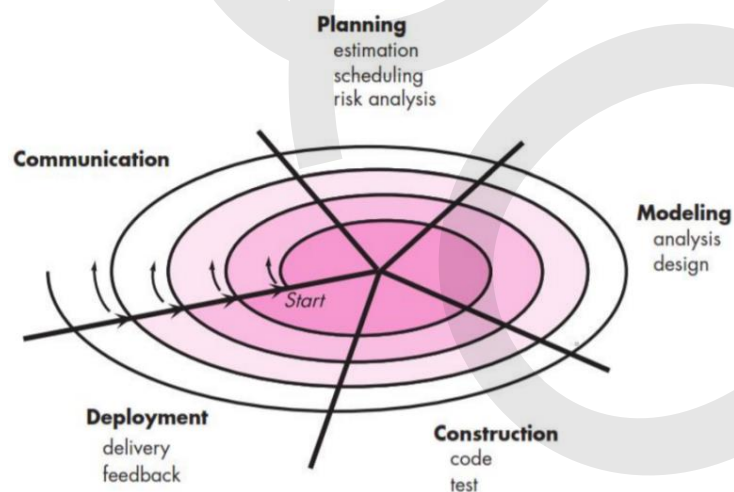 Planning
estimation
scheduling
risk analysis
Communication
Modeling
analysis
design
Start
Deployment
delivery
feedback
Construction
code
test